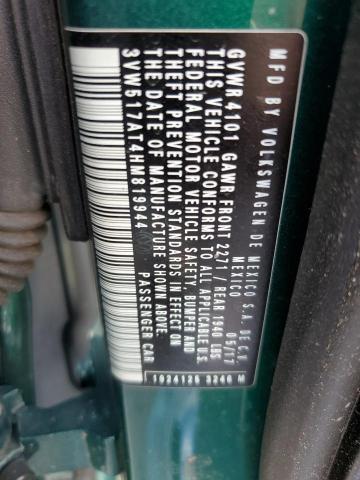 MFD BY VOLKSWAGEN DE MEXICO S.A. DE C.V.
MEXICO 05/17
GVWR 4101 GAWR FRONT 2271 / REAR 1940 LBS
THIS VEHICLE CONFORMS TO ALL APPLICABLE U.S.
FEDERAL MOTOR VEHICLE SAFETY, BUMPER AND
THEFT PREVENTION STANDARDS IN EFFECT ON
THE DATE OF MANUFACTURE SHOWN ABOVE.
3VW517AT4HM819944 PASSENGER CAR
1924126 3246 M